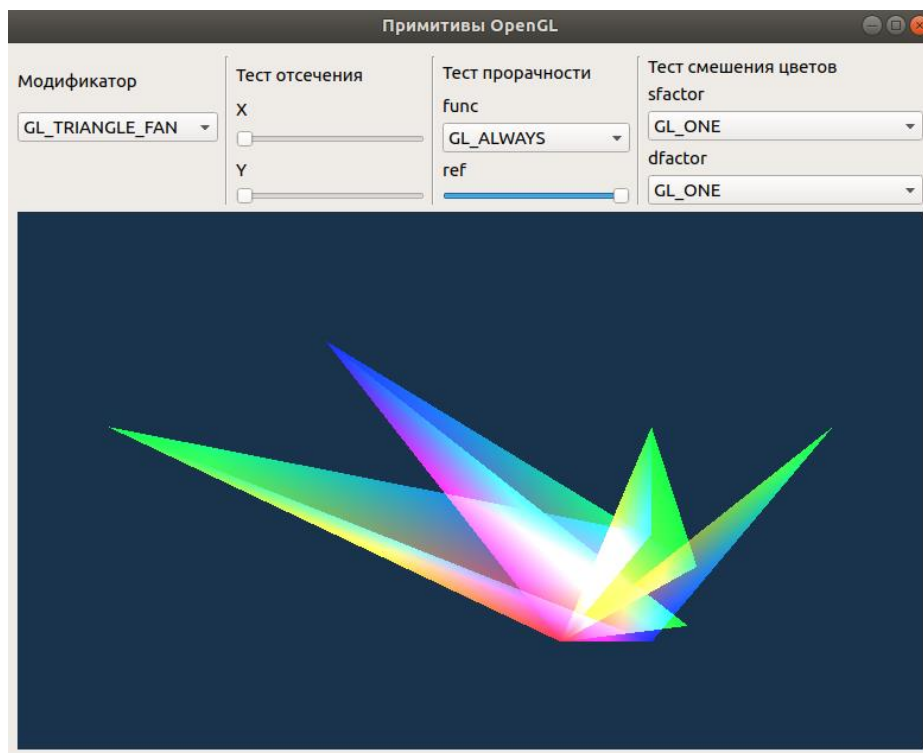 Примитивы OpenGL
Модификатор
GL_TRIANGLE_FAN
Тест отсечения
X
Y
Тест прорачности
func
GL_ALWAYS
ref
Тест смешения цветов
sfactor
GL_ONE
dfactor
GL_ONE